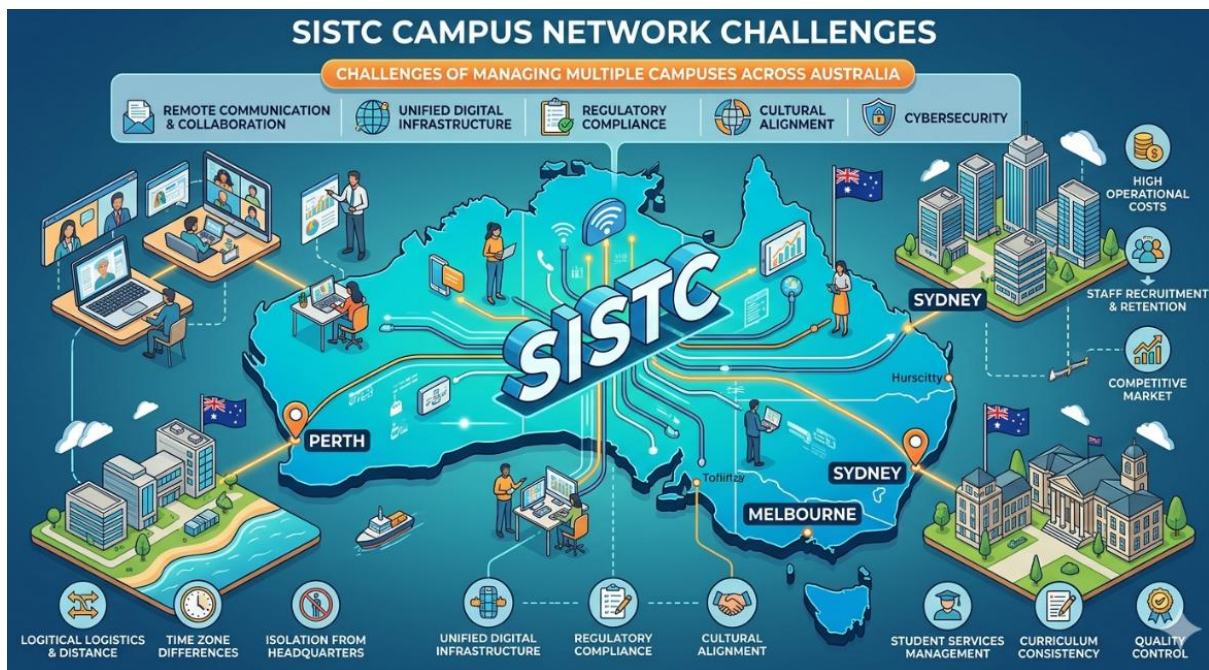 SISTC CAMPUS NETWORK CHALLENGES
CHALLENGES OF MANAGING MULTIPLE CAMPUSES ACROSS AUSTRALIA
REMOTE COMMUNICATION
& COLLABORATION
UNIFIED DIGITAL
INFRASTRUCTURE
REGULATORY
COMPLIANCE
CULTURAL
ALIGNMENT
CYBERSECURITY
HIGH
OPERATIONAL
COSTS
STAFF RECRUITMENT
& RETENTION
COMPETITIVE
MARKET
SISTC
SYDNEY
Hurscitty
PERTH
SYDNEY
MELBOURNE
LOGITICAL LOGISTICS
& DISTANCE
TIME ZONE
DIFFERENCES
ISOLATION FROM
HEADQUARTERS
UNIFIED DIGITAL
INFRASTRUCTURE
REGULATORY
COMPLIANCE
CULTURAL
ALIGNMENT
STUDENT SERVICES
MANAGEMENT
CURRICULUM
CONSISTENCY
QUALITY
CONTROL